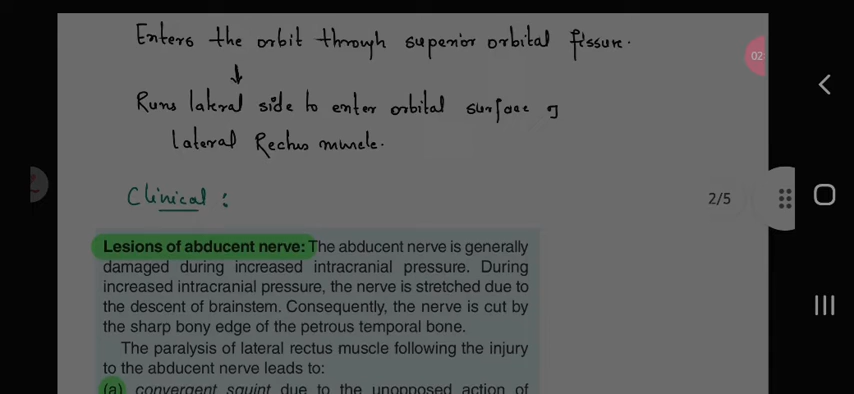 Enters the orbit through superior orbital fissure.
02
↓
Runs lateral side to enter orbital surface of
lateral Rectus muscle.
Clinical :
2/5
Lesions of abducent nerve: The abducent nerve is generally
damaged during increased intracranial pressure. During
increased intracranial pressure, the nerve is stretched due to
the descent of brainstem. Consequently, the nerve is cut by
the sharp bony edge of the petrous temporal bone.
The paralysis of lateral rectus muscle following the injury
to the abducent nerve leads to:
(a) convergent squint due to the unopposed action of